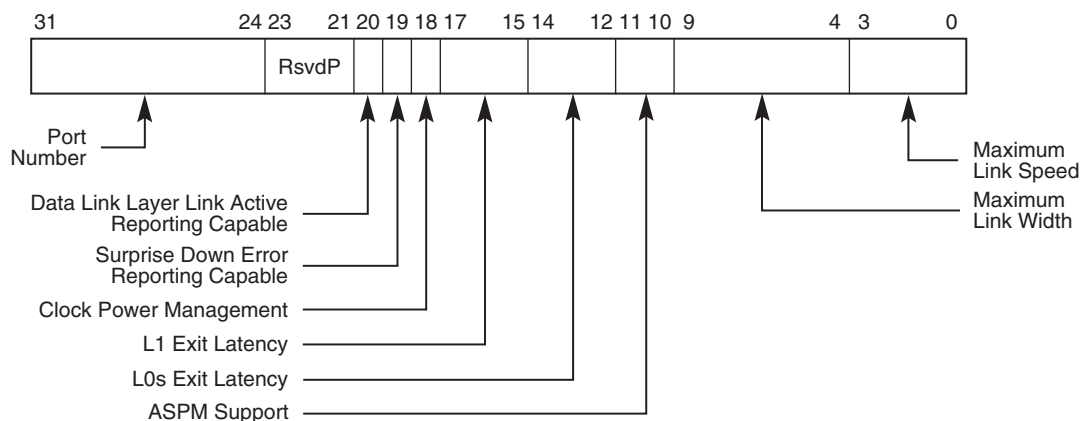 31 24 23 21 20 19 18 17 15 14 12 11 10 9 4 3 0
RsvdP
Port
Number
Data Link Layer Link Active
Reporting Capable
Surprise Down Error
Reporting Capable
Clock Power Management
L1 Exit Latency
L0s Exit Latency
ASPM Support
Maximum
Link Speed
Maximum
Link Width